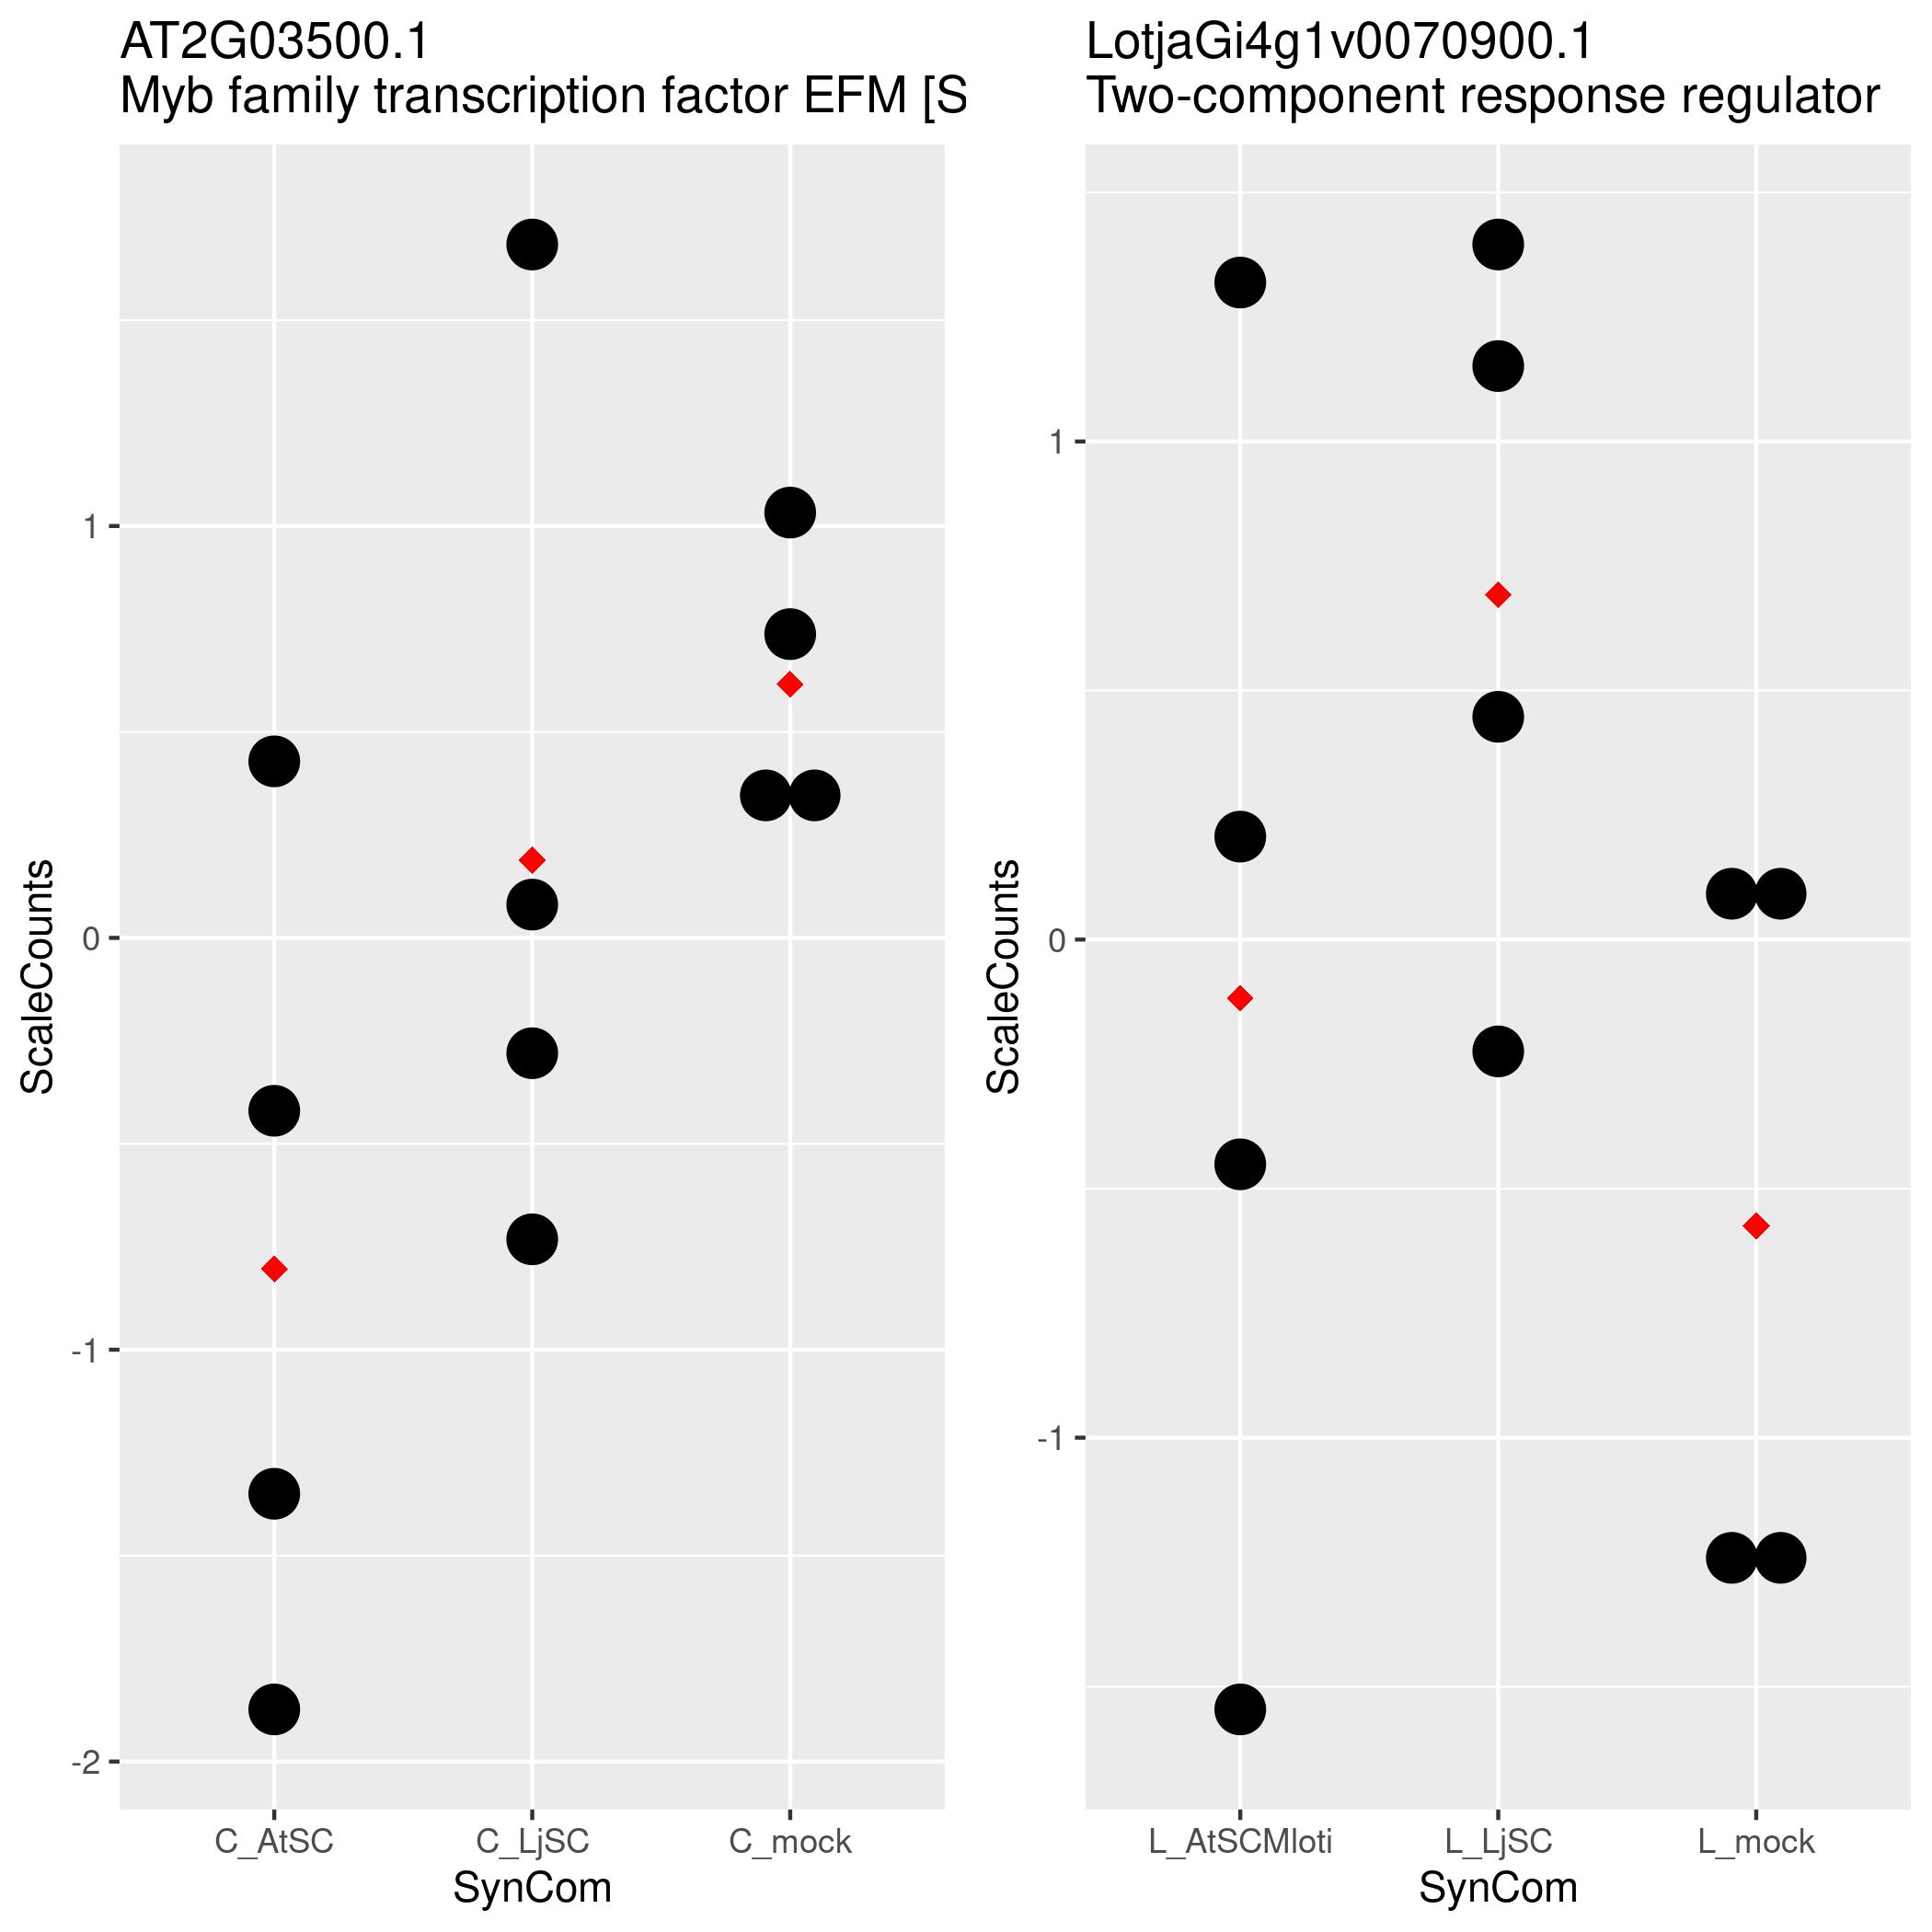 AT2G03500.1
Myb family transcription factor EFM [S
ScaleCounts
1
0
-1
-2
C_AtSC
C_LjSC
C_mock
SynCom
LotjaGi4g1v0070900.1
Two-component response regulator
ScaleCounts
1
0
-1
L_AtSCMloti
L_LjSC
L_mock
SynCom